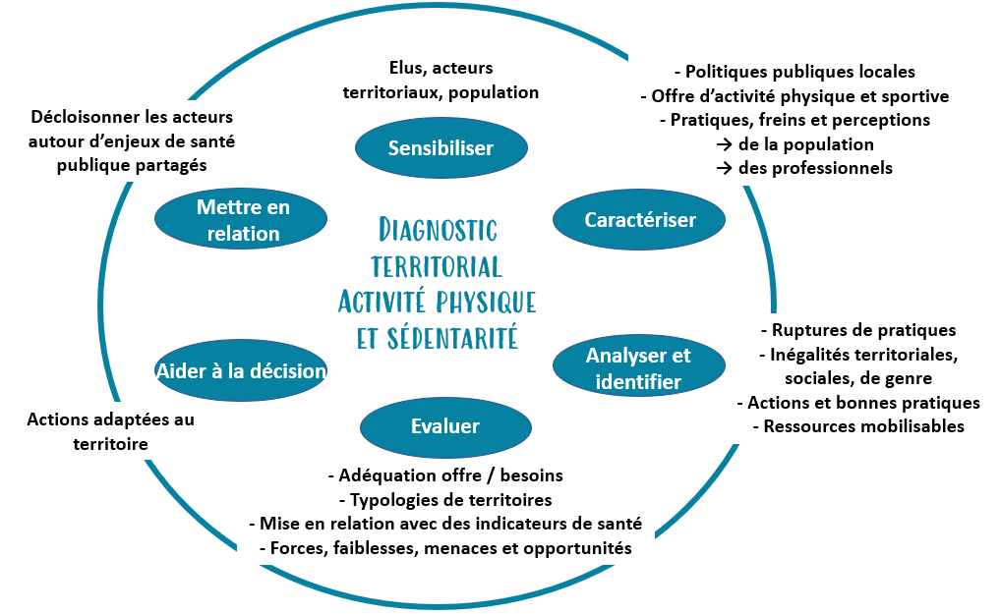 Elus, acteurs
territoriaux, population
Sensibiliser
- Politiques publiques locales
- Offre d’activité physique et sportive
- Pratiques, freins et perceptions
→ de la population
→ des professionnels
Caractériser
Décloisonner les acteurs
autour d’enjeux de santé
publique partagés
Mettre en
relation
Diagnostic
territorial
Activité physique
et sédentarité
Analyser et
identifier
- Ruptures de pratiques
- Inégalités territoriales,
sociales, de genre
- Actions et bonnes pratiques
- Ressources mobilisables
Aider à la décision
Actions adaptées au
territoire
Evaluer
- Adéquation offre / besoins
- Typologies de territoires
- Mise en relation avec des indicateurs de santé
- Forces, faiblesses, menaces et opportunités